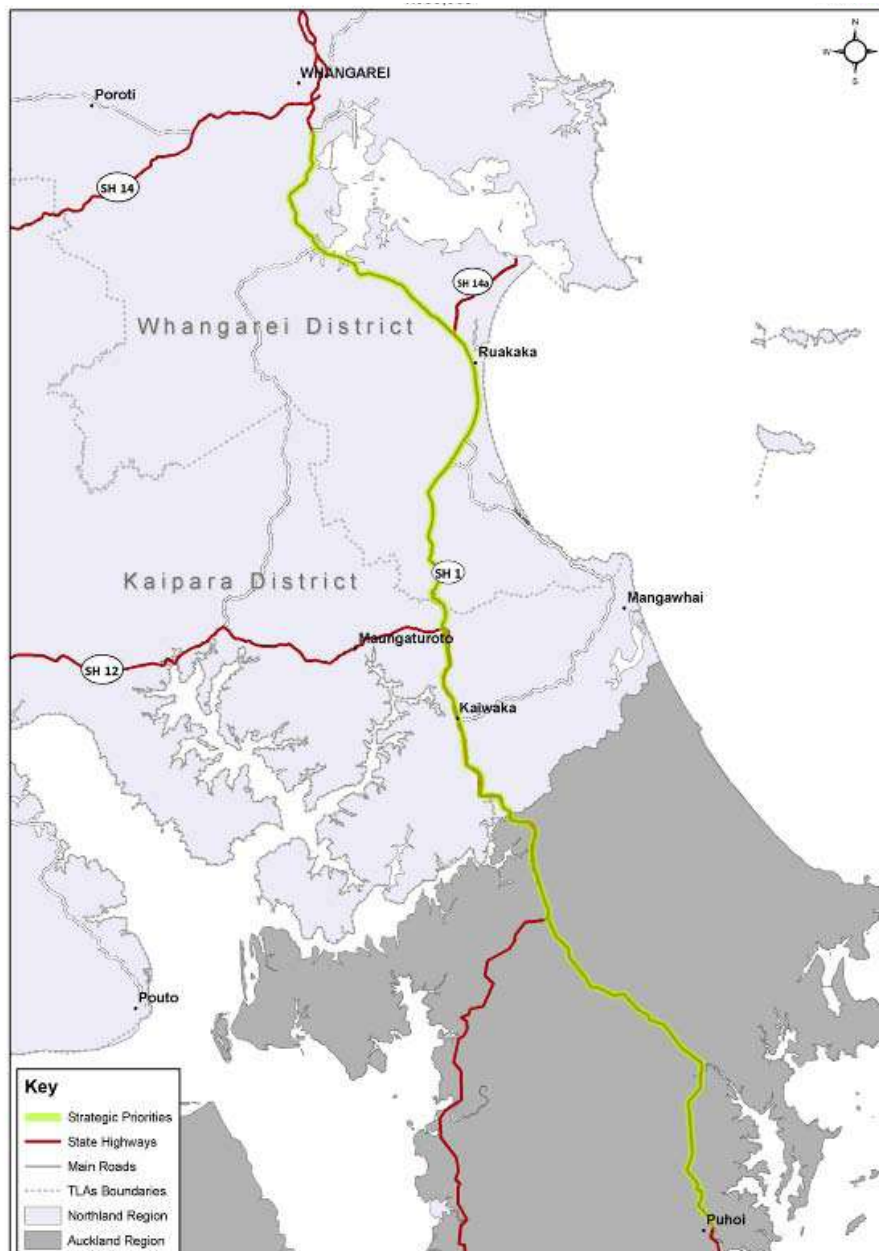 N
W
S
WHANGAREI
Poroti
SH 14
SH 14a
Whangarei District
Ruakaka
SH 1
Kaipara District
Mangawhai
Maungaturoto
SH 12
Kaiwaka
Pouto
Key
Strategic Priorities
State Highways
Main Roads
TLAs Boundaries
Northland Region
Auckland Region
Puhoi